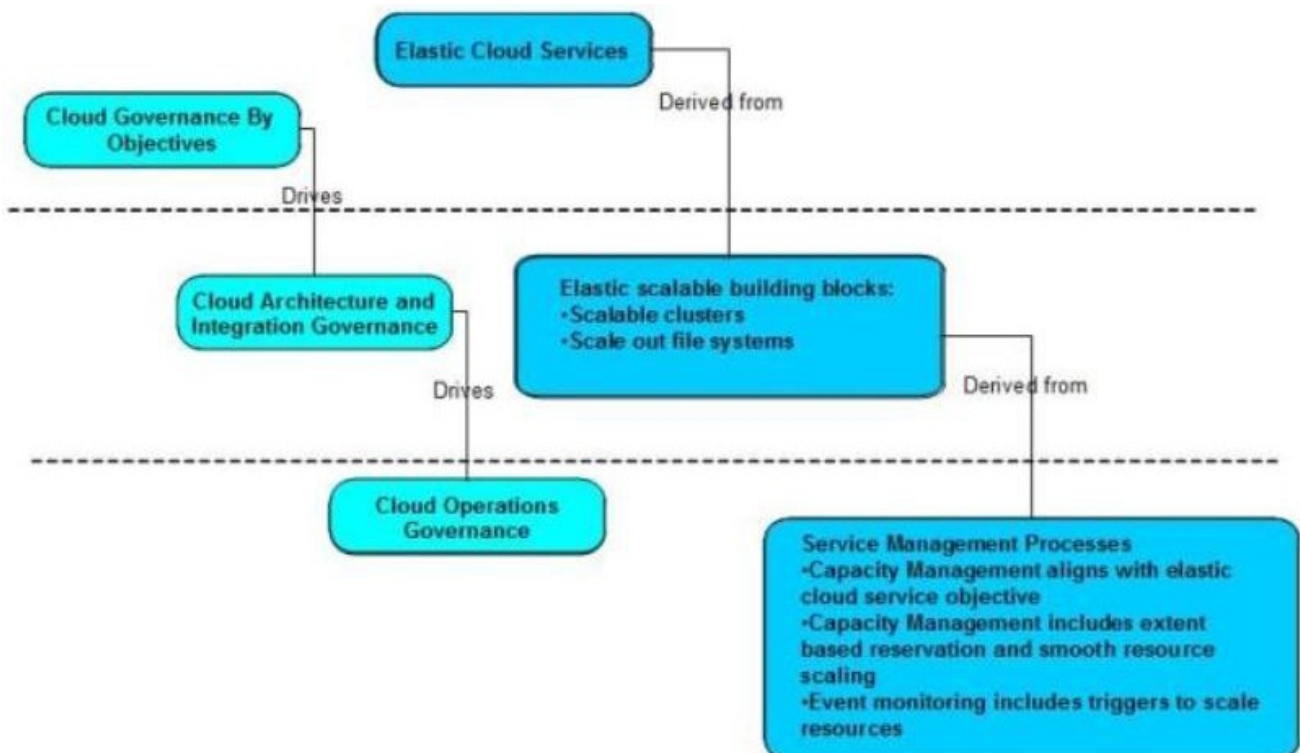 Elastic Cloud Services
Derived from
Cloud Governance By
Objectives
Drives
Cloud Architecture and
Integration Governance
Elastic scalable building blocks:
•Scalable clusters
•Scale out file systems
Drives
Derived from
Cloud Operations
Governance
Service Management Processes
•Capacity Management aligns with elastic
cloud service objective
•Capacity Management includes extent
based reservation and smooth resource
scaling
•Event monitoring includes triggers to scale
resources